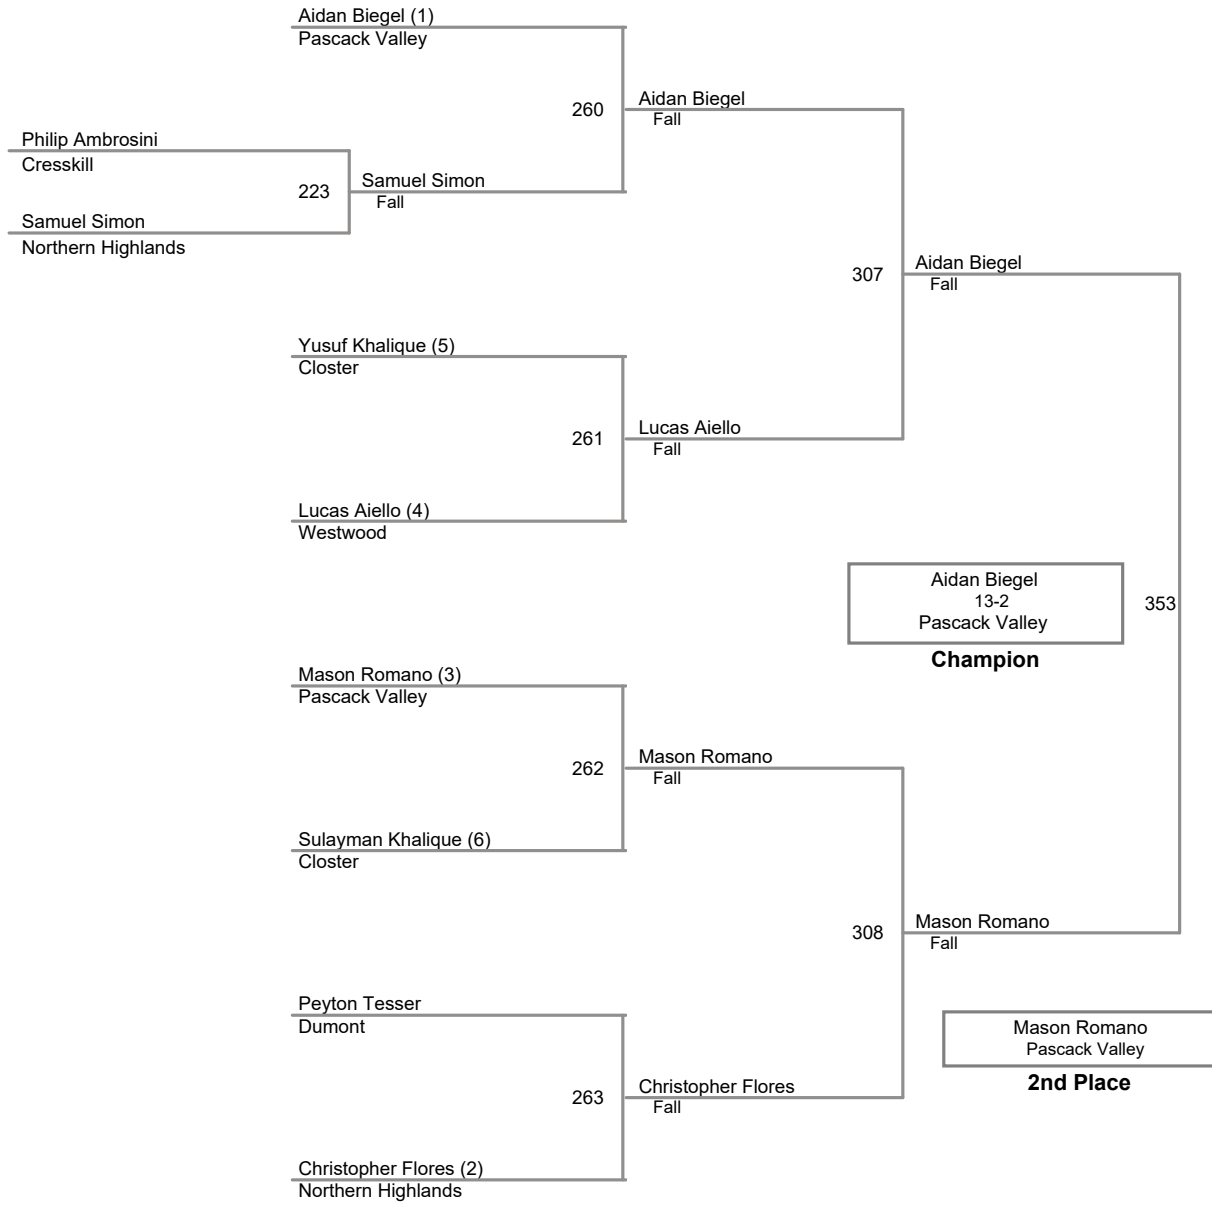 Aidan Biegel (1)
Pascack Valley
260
Aidan Biegel
Fall
Philip Ambrosini
Cresskill
223
Samuel Simon
Fall
Samuel Simon
Northern Highlands
307
Aidan Biegel
Fall
Yusuf Khalique (5)
Closter
261
Lucas Aiello
Fall
Lucas Aiello (4)
Westwood
Aidan Biegel
13-2
Pascack Valley
353
Champion
Mason Romano (3)
Pascack Valley
262
Mason Romano
Fall
Sulayman Khalique (6)
Closter
308
Mason Romano
Fall
Peyton Tesser
Dumont
Mason Romano
Pascack Valley
2nd Place
263
Christopher Flores
Fall
Christopher Flores (2)
Northern Highlands